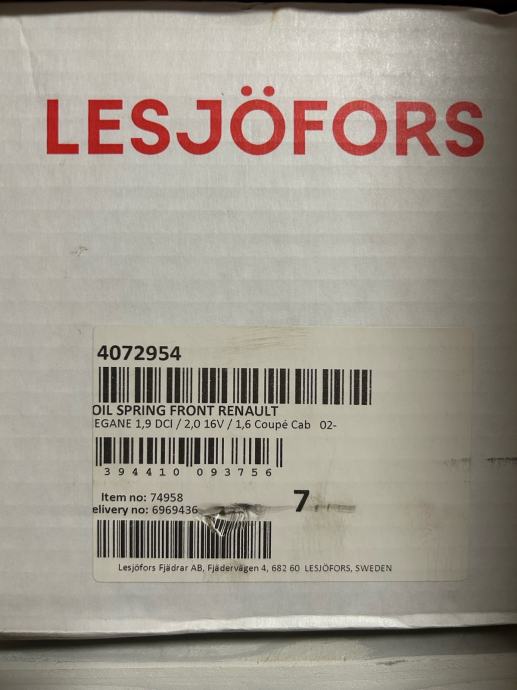 LESJÖFORS
4072954
OIL SPRING FRONT RENAULT
EGANE 1,9 DCI / 2,0 16V / 1,6 Coupé Cab 02-
394410 093756
Item no: 74958
elivery no: 6969436
7
Lesjöfors Fjädrar AB, Fjädervägen 4, 682 60 LESJÖFORS, SWEDEN